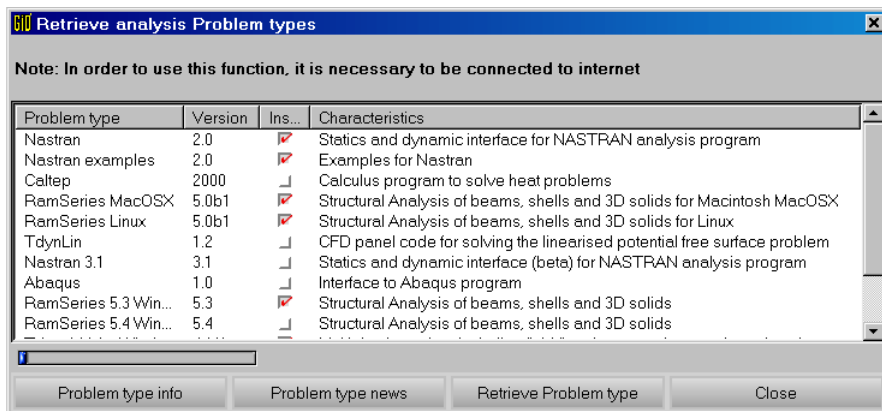 GiD Retrieve analysis Problem types
Note: In order to use this function, it is necessary to be connected to internet
Problem type Version Ins... Characteristics
Nastran 2.0 Statics and dynamic interface for NASTRAN analysis program
Nastran examples 2.0 Examples for Nastran
Caltep 2000 Calculus program to solve heat problems
RamSeries MacOSX 5.0b1 Structural Analysis of beams, shells and 3D solids for Macintosh MacOSX
RamSeries Linux 5.0b1 Structural Analysis of beams, shells and 3D solids for Linux
TdynLin 1.2 CFD panel code for solving the linearised potential free surface problem
Nastran 3.1 3.1 Statics and dynamic interface (beta) for NASTRAN analysis program
Abaqus 1.0 Interface to Abaqus program
RamSeries 5.3 Win... 5.3 Structural Analysis of beams, shells and 3D solids
RamSeries 5.4 Win... 5.4 Structural Analysis of beams, shells and 3D solids
Problem type info Problem type news Retrieve Problem type Close